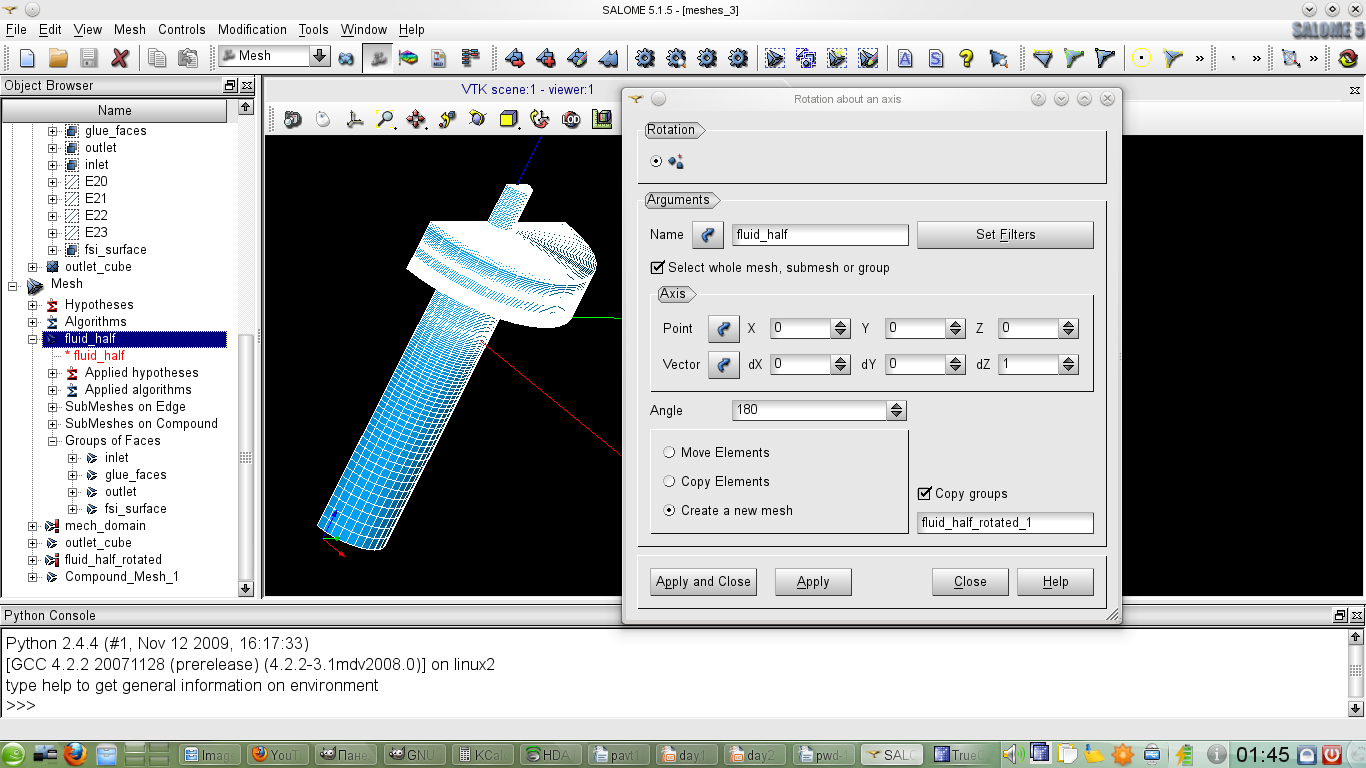 SALOME 5.1.5 - [meshes_3]
File Edit View Mesh Controls Modification Tools Window Help
SALOME 5
Mesh
Object Browser
Name
glue_faces
outlet
inlet
E20
E21
E22
E23
fsi_surface
outlet_cube
Mesh
Hypotheses
Algorithms
fluid_half
* fluid_half
Applied hypotheses
Applied algorithms
SubMeshes on Edge
SubMeshes on Compound
Groups of Faces
inlet
glue_faces
outlet
fsi_surface
mech_domain
outlet_cube
fluid_half_rotated
Compound_Mesh_1
VTK scene:1 - viewer:1
Rotation about an axis
Rotation
Arguments
Name fluid_half Set Filters
Select whole mesh, submesh or group
Axis
Point X 0 Y 0 Z 0
Vector dX 0 dY 0 dZ 1
Angle 180
Move Elements
Copy Elements
Create a new mesh
Copy groups
fluid_half_rotated_1
Apply and Close Apply Close Help
Python Console
Python 2.4.4 (#1, Nov 12 2009, 16:17:33)
[GCC 4.2.2 20071128 (prerelease) (4.2.2-3.1mdv2008.0)] on linux2
type help to get general information on environment
>>>
Imag YouT Пане GNU KCal HDA pavt1 day1 day2 pwd-1 SALO TrueC 01:45